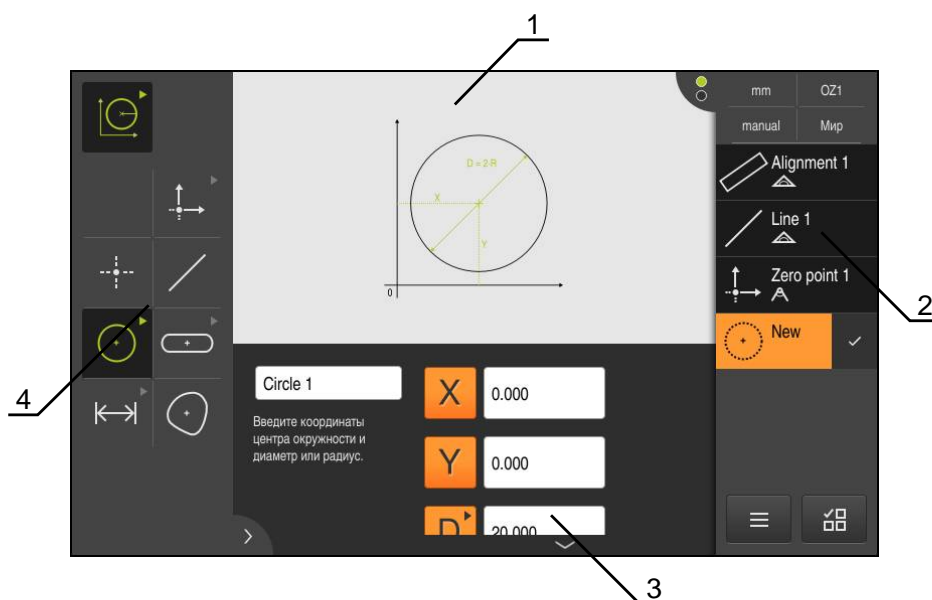 1
mm
OZ1
manual
Мир
Alignment 1
Line 1
2
Zero point 1
New
D = 2·R
X
Y
0
4
Circle 1
Введите координаты
центра окружности и
диаметр или радиус.
X
0.000
Y
0.000
D
20.000
3